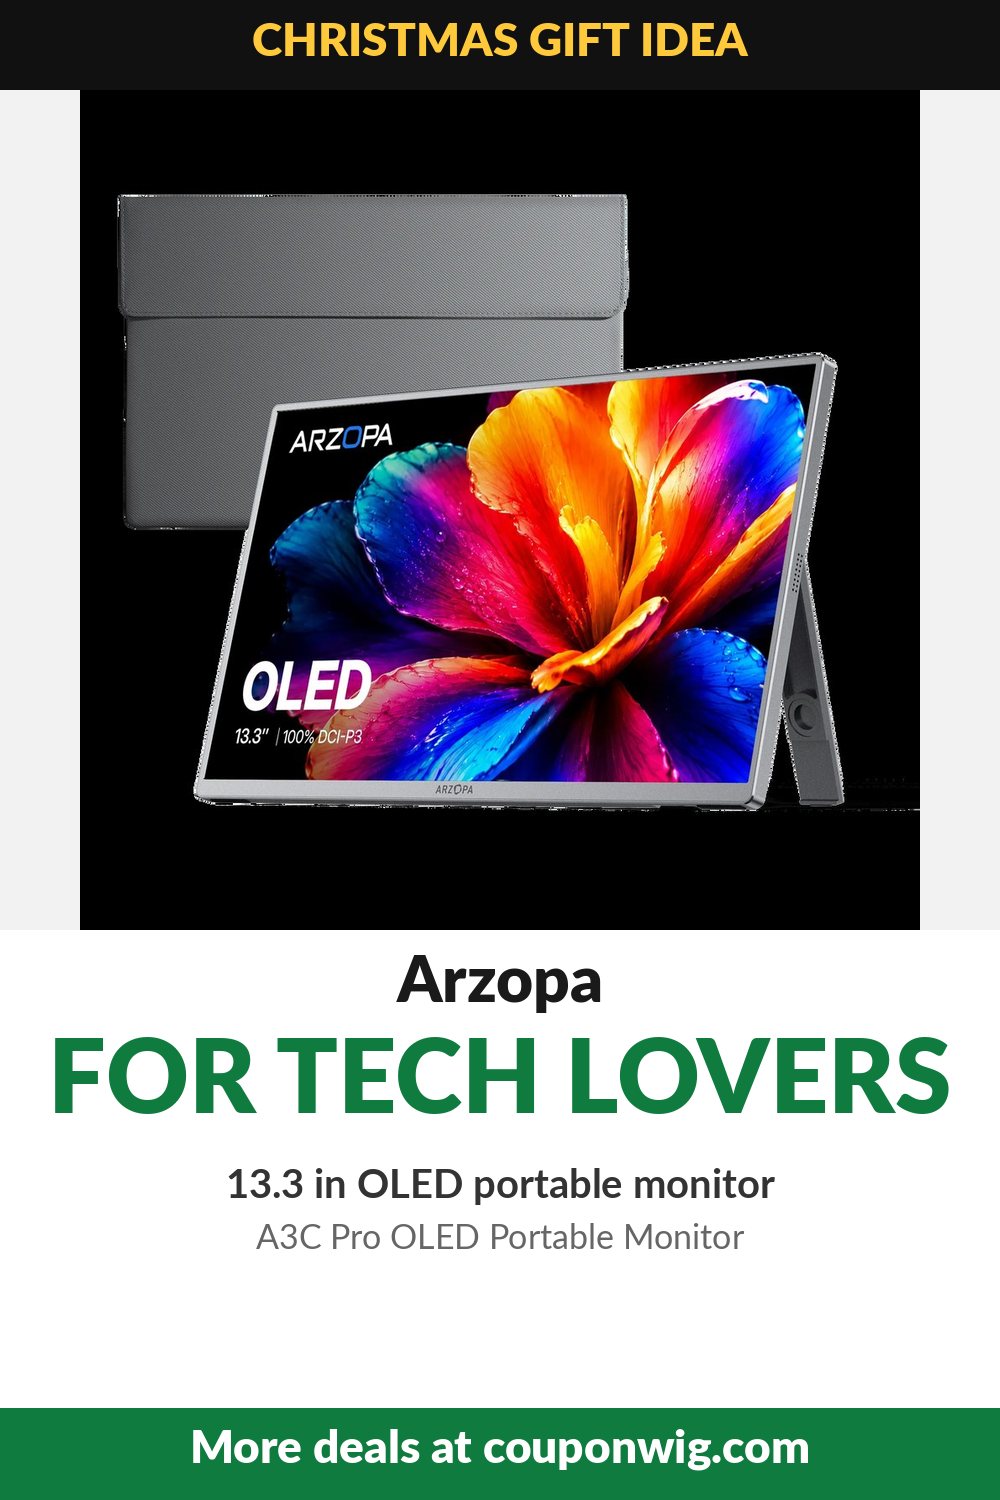 CHRISTMAS GIFT IDEA
ARZOPA
OLED
13.3" | 100% DCI-P3
ARZOPA
Arzopa
FOR TECH LOVERS
13.3 in OLED portable monitor
A3C Pro OLED Portable Monitor
More deals at couponwig.com